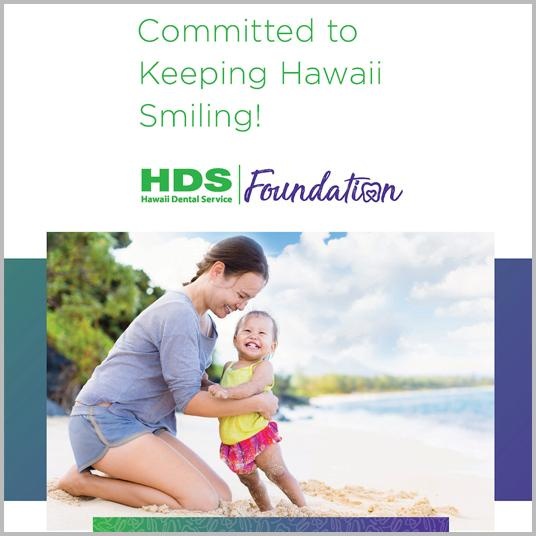 Committed to
Keeping Hawaii
Smiling!
HDS Foundation
Hawaii Dental Service